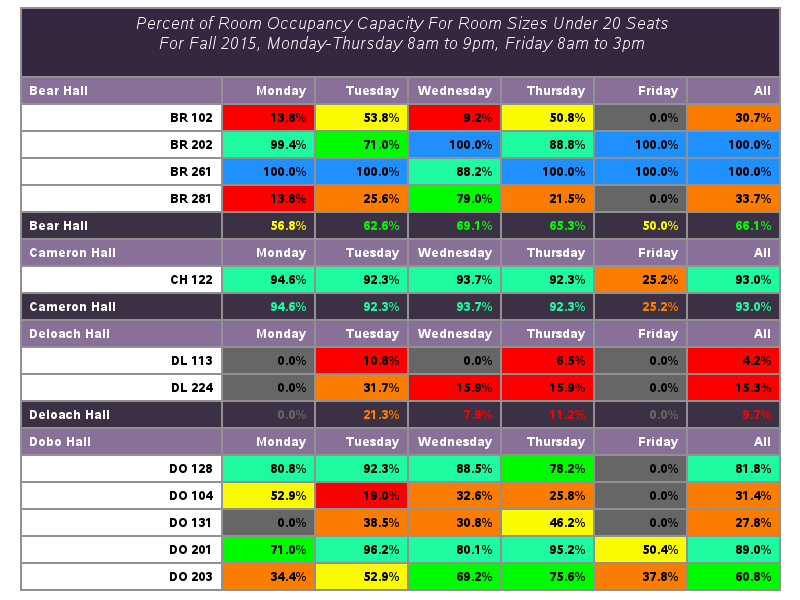 Percent of Room Occupancy Capacity For Room Sizes Under 20 Seats
For Fall 2015, Monday-Thursday 8am to 9pm, Friday 8am to 3pm
Bear Hall Monday Tuesday Wednesday Thursday Friday All
BR 102 13.8% 53.8% 9.2% 50.8% 0.0% 30.7%
BR 202 99.4% 71.0% 100.0% 88.8% 100.0% 100.0%
BR 261 100.0% 100.0% 88.2% 100.0% 100.0% 100.0%
BR 281 13.8% 25.6% 79.0% 21.5% 0.0% 33.7%
Bear Hall 56.8% 62.6% 69.1% 65.3% 50.0% 66.1%
Cameron Hall Monday Tuesday Wednesday Thursday Friday All
CH 122 94.6% 92.3% 93.7% 92.3% 25.2% 93.0%
Cameron Hall 94.6% 92.3% 93.7% 92.3% 25.2% 93.0%
Deloach Hall Monday Tuesday Wednesday Thursday Friday All
DL 113 0.0% 10.8% 0.0% 6.5% 0.0% 4.2%
DL 224 0.0% 31.7% 15.9% 15.9% 0.0% 15.3%
Deloach Hall 0.0% 21.3% 7.9% 11.2% 0.0% 9.7%
Dobo Hall Monday Tuesday Wednesday Thursday Friday All
DO 128 80.8% 92.3% 88.5% 78.2% 0.0% 81.8%
DO 104 52.9% 19.0% 32.6% 25.8% 0.0% 31.4%
DO 131 0.0% 38.5% 30.8% 46.2% 0.0% 27.8%
DO 201 71.0% 96.2% 80.1% 95.2% 50.4% 89.0%
DO 203 34.4% 52.9% 69.2% 75.6% 37.8% 60.8%